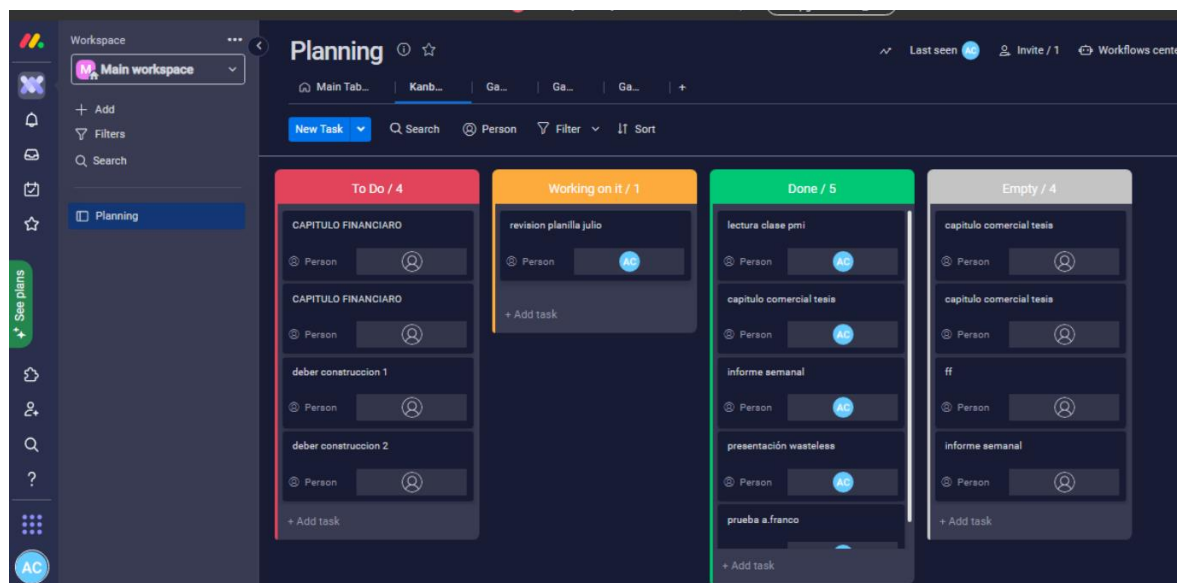 Workspace
Main workspace
Add
Filters
Search
Planning
See plans
AC
Planning
Last seen AC
Invite / 1
Workflows cente
Main Tab...
Kanb...
Ga...
Ga...
Ga...
New Task
Search
Person
Filter
Sort
To Do / 4
CAPITULO FINANCIARO
Person
CAPITULO FINANCIARO
Person
deber construccion 1
Person
deber construccion 2
Person
+ Add task
Working on it / 1
revision planilla julio
Person AC
+ Add task
Done / 5
lectura clase pmi
Person AC
capitulo comercial tesis
Person AC
informe semanal
Person AC
presentación wasteless
Person AC
prueba a.franco
+ Add task
Empty / 4
capitulo comercial tesis
Person
capitulo comercial tesis
Person
ff
Person
informe semanal
Person
+ Add task